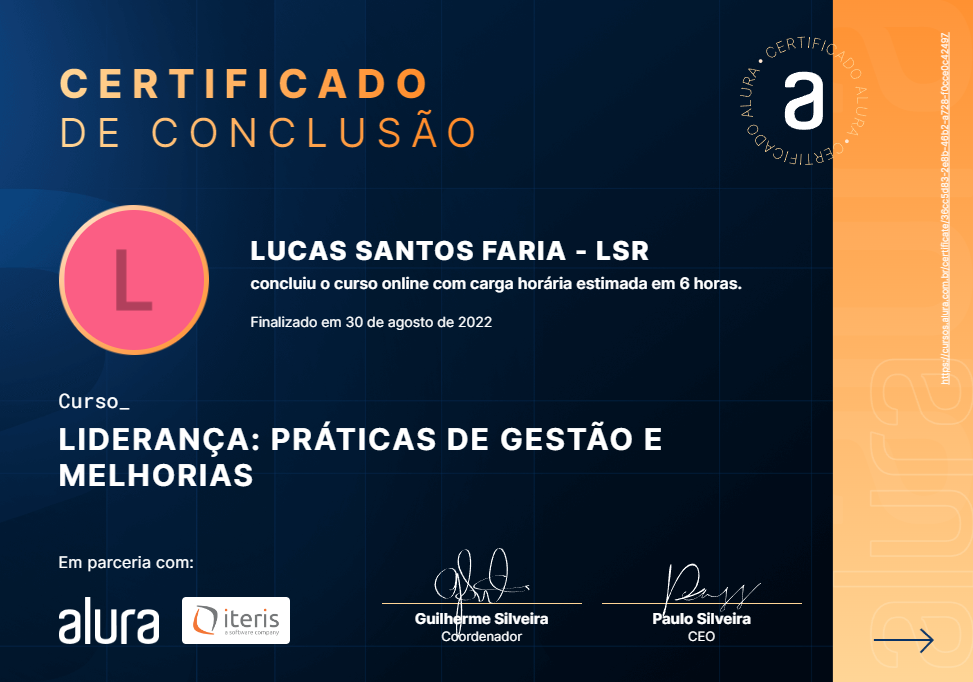 CERTIFICADO
DE CONCLUSÃO
CERTIFICADO ALURA • CERTIFICADO ALURA •
a
L
LUCAS SANTOS FARIA - LSR
concluiu o curso online com carga horária estimada em 6 horas.
Finalizado em 30 de agosto de 2022
Curso_
LIDERANÇA: PRÁTICAS DE GESTÃO E
MELHORIAS
Em parceria com:
alura
iteris
a software company
Guilherme Silveira
Coordenador
Paulo Silveira
CEO
alura